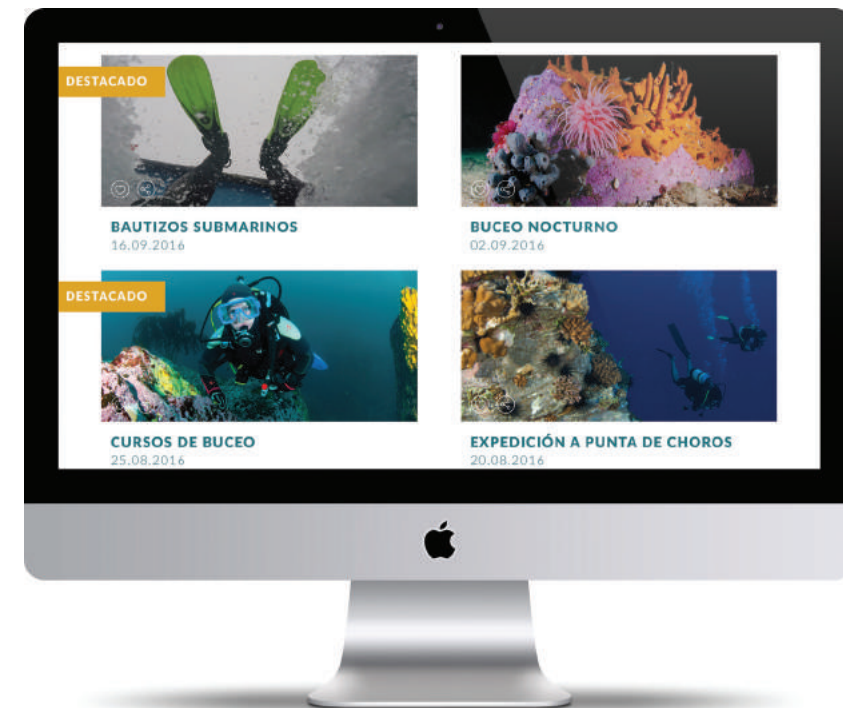 DESTACADO
BAUTIZOS SUBMARINOS
16.09.2016
BUCEO NOCTURNO
02.09.2016
DESTACADO
CURSOS DE BUCEO
25.08.2016
EXPEDICIÓN A PUNTA DE CHOROS
20.08.2016